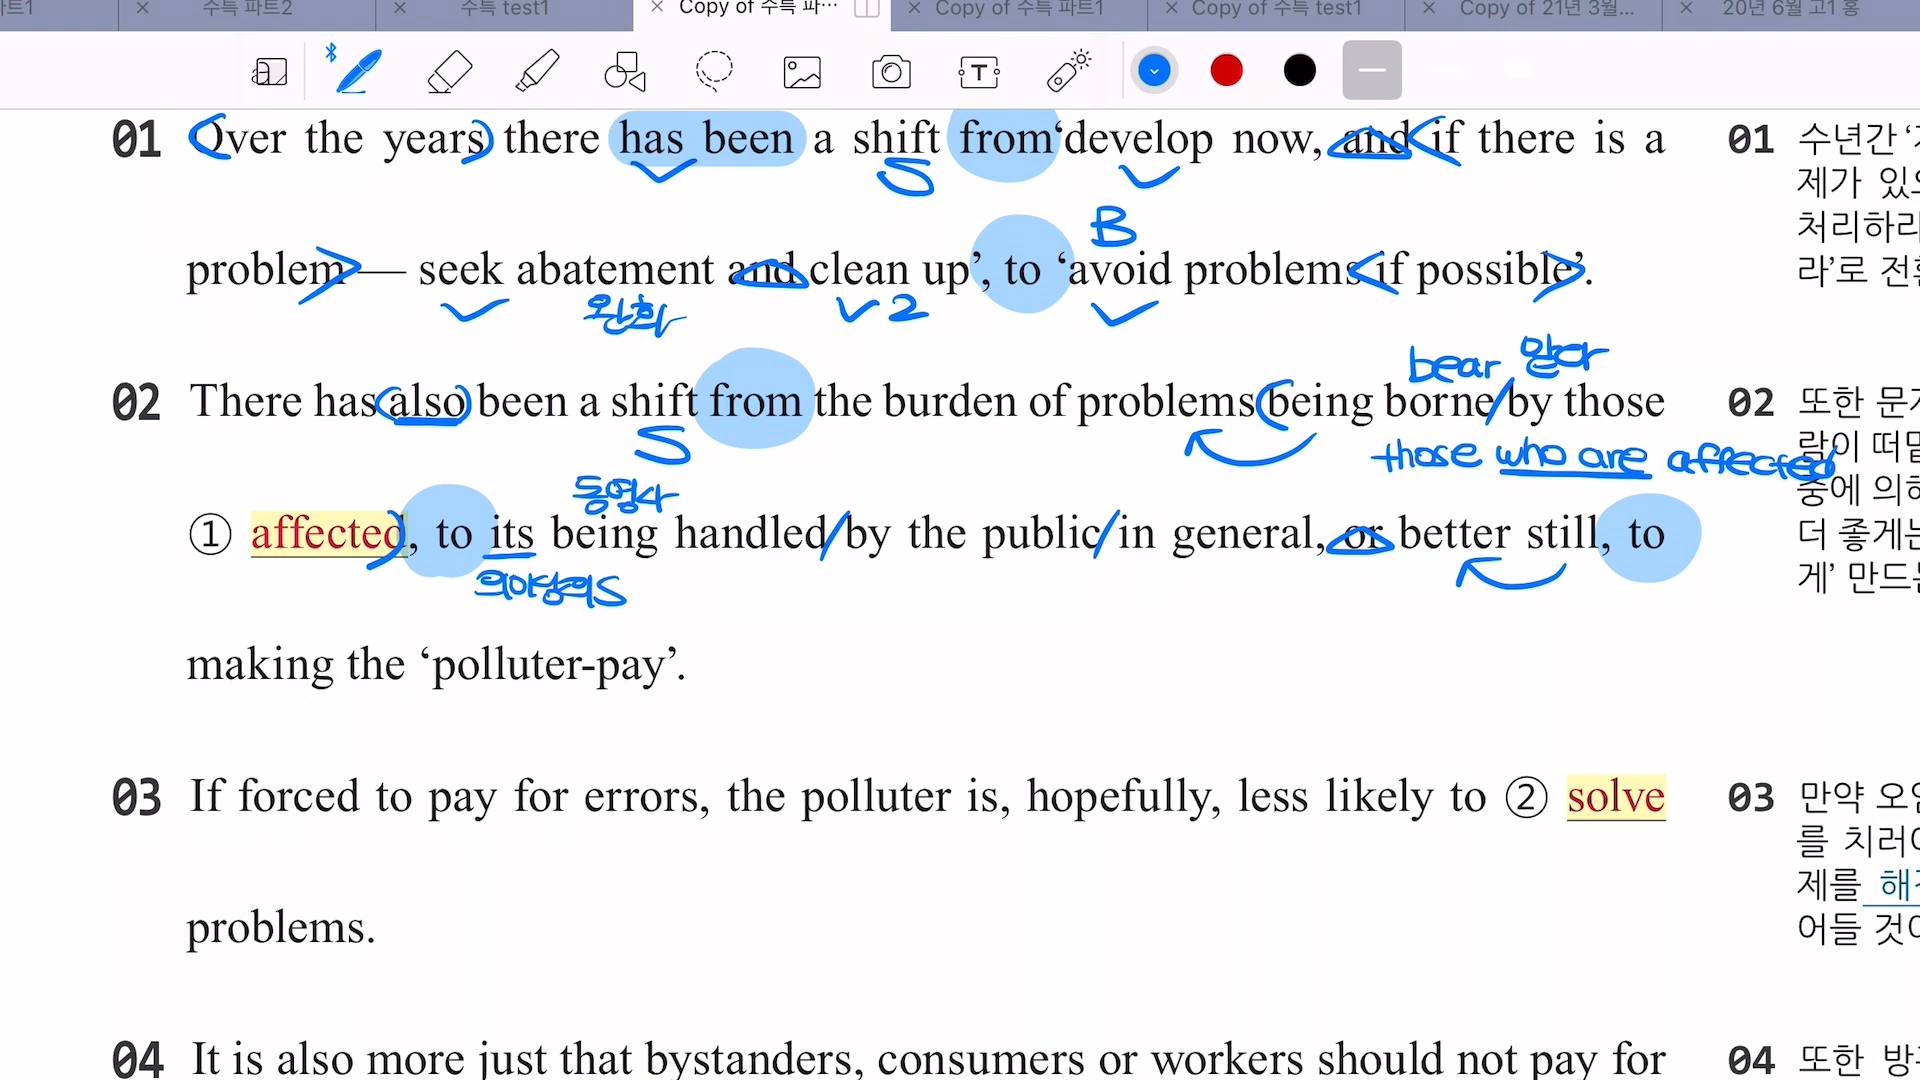 트1 × 수특 파트2 × 수특 test1 × Copy of 수특 파… × Copy of 수특 파트1 × Copy of 수특 test1 × Copy of 21년 3월... × 20년 6월 고1 홍
T
01 Over the years there has been a shift from ‘develop now, and if there is a
B
problem — seek abatement and clean up’, to ‘avoid problems if possible’.
완화 2
bear 맡다
02 There has also been a shift from the burden of problems being borne by those
S
those who are affected
동명사
① affected, to its being handled by the public in general, or better still, to
의미상의S
making the ‘polluter-pay’.
03 If forced to pay for errors, the polluter is, hopefully, less likely to ② solve
problems.
04 It is also more just that bystanders, consumers or workers should not pay for
01 수년간
제가
처리하라
라’로
02 또한
람이
중에
더 좋게는
게’ 만드는
03 만약
를 치러야
제를
어들 것이
04 또한